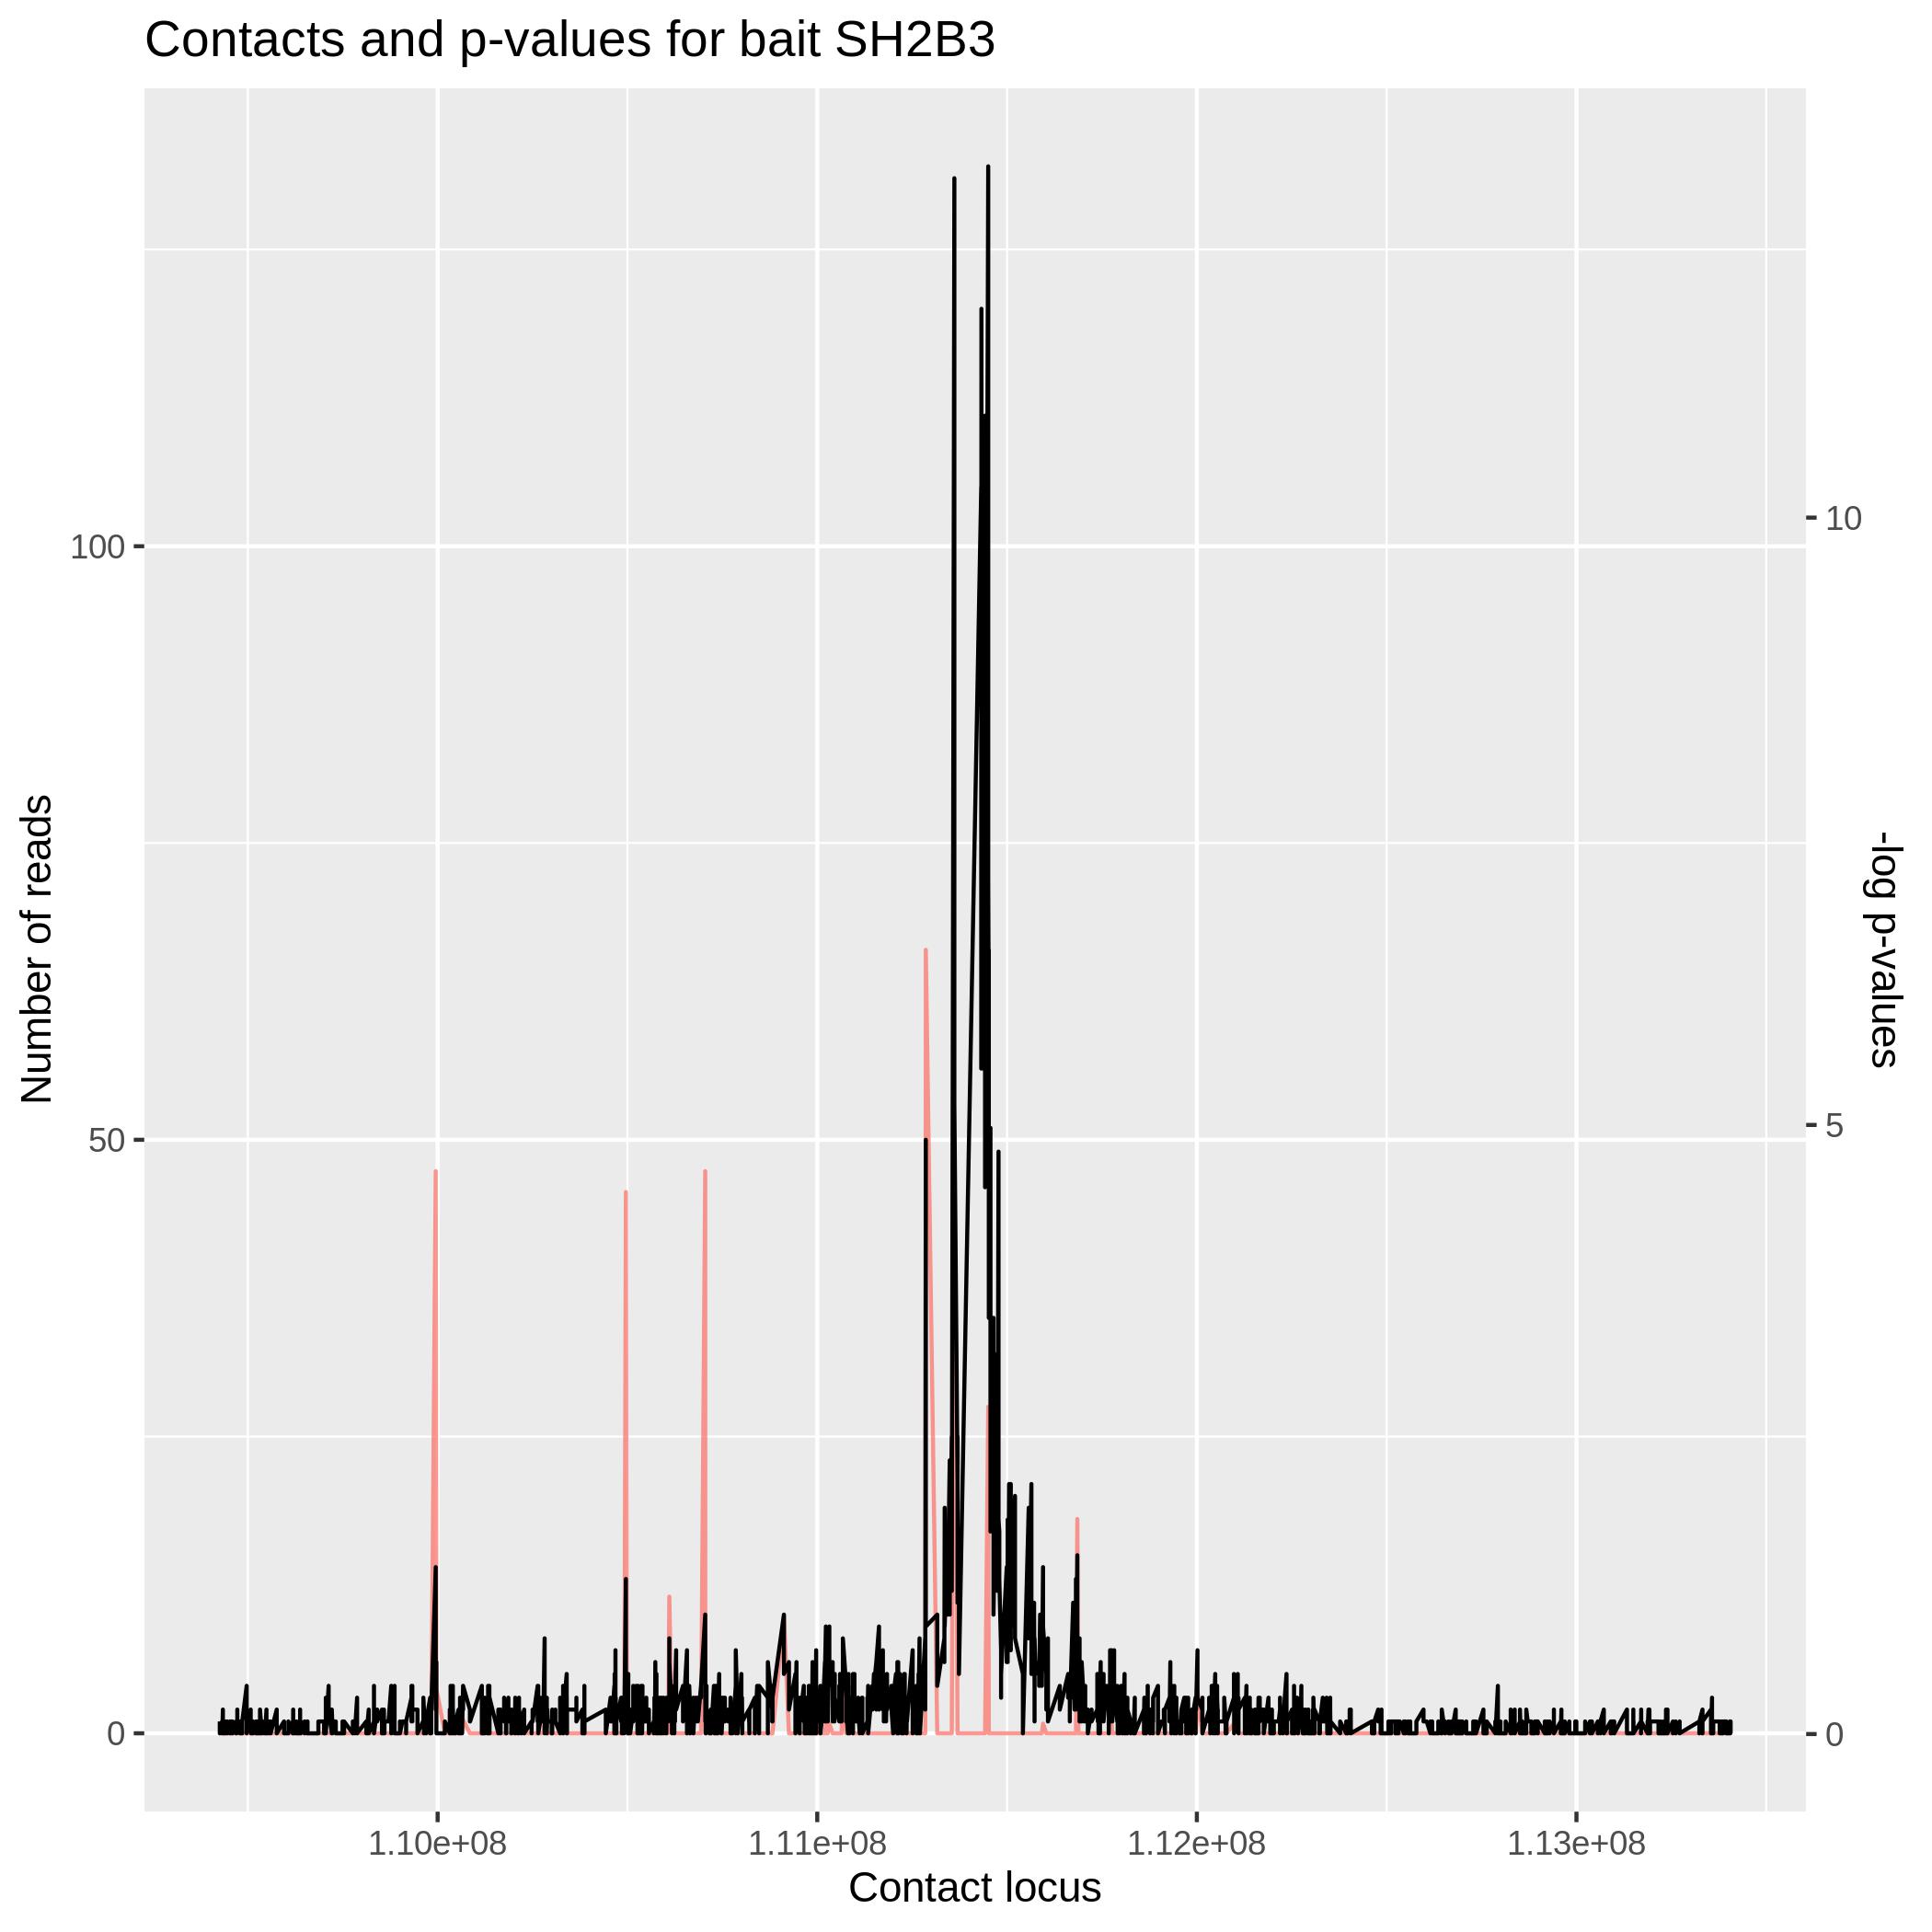 Contacts and p-values for bait SH2B3
Number of reads
100
50
0
10
5
0
-log p-values
1.10e+08
1.11e+08
1.12e+08
1.13e+08
Contact locus